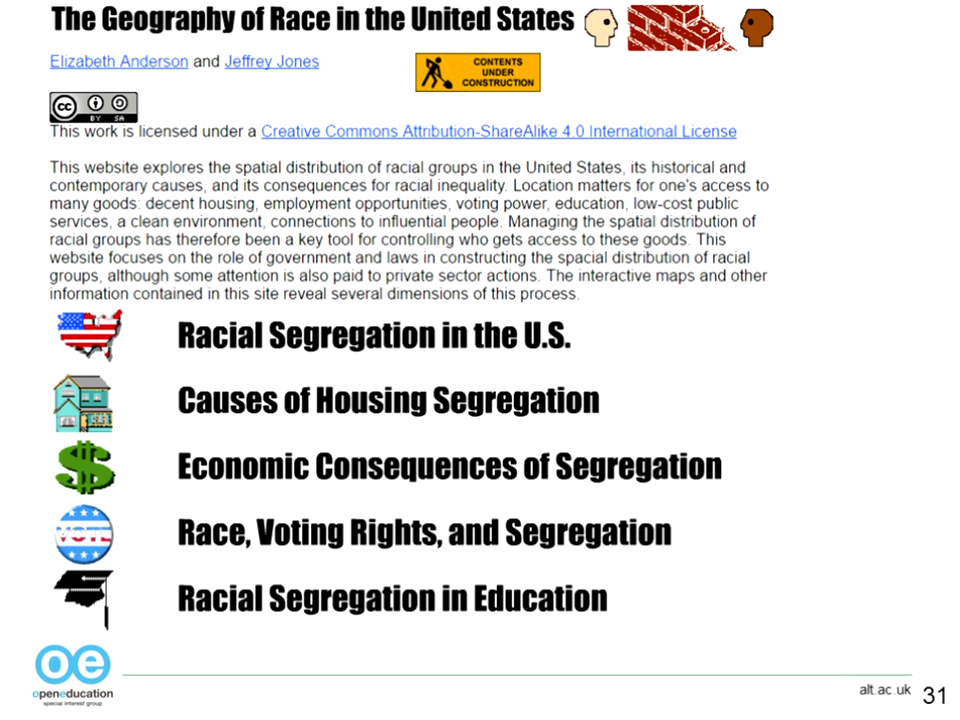 The Geography of Race in the United States
Elizabeth Anderson and Jeffrey Jones
CONTENTS
UNDER
CONSTRUCTION
cc
BY SA
This work is licensed under a Creative Commons Attribution-ShareAlike 4.0 International License
This website explores the spatial distribution of racial groups in the United States, its historical and
contemporary causes, and its consequences for racial inequality. Location matters for one's access to
many goods: decent housing, employment opportunities, voting power, education, low-cost public
services, a clean environment, connections to influential people. Managing the spatial distribution of
racial groups has therefore been a key tool for controlling who gets access to these goods. This
website focuses on the role of government and laws in constructing the spacial distribution of racial
groups, although some attention is also paid to private sector actions. The interactive maps and other
information contained in this site reveal several dimensions of this process.
Racial Segregation in the U.S.
Causes of Housing Segregation
$
Economic Consequences of Segregation
VOTE
Race, Voting Rights, and Segregation
Racial Segregation in Education
oe
openeducation
special interest group
alt.ac.uk
31